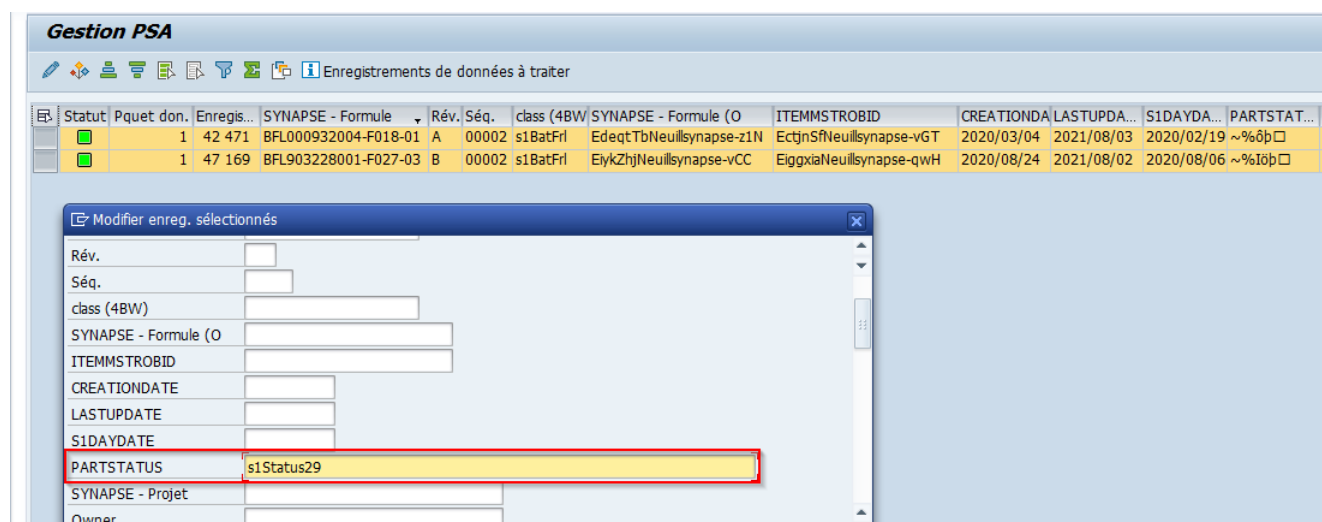 Gestion PSA
Enregistrements de données à traiter
Statut Pquet don. Enregis... SYNAPSE - Formule Rév. Séq. class (4BW SYNAPSE - Formule (O ITEMMSTROBID CREATIONDA LASTUPDA... S1DAYDA... PARTSTAT...
1 42 471 BFL000932004-F018-01 A 00002 s1BatFrl EdeqtTbNeuillsynapse-z1N EctjnSfNeuillsynapse-vGT 2020/03/04 2021/08/03 2020/02/19 ~%ôþ□
1 47 169 BFL903228001-F027-03 B 00002 s1BatFrl EiykZhjNeuillsynapse-vCC EiggxiaNeuillsynapse-qwH 2020/08/24 2021/08/02 2020/08/06 ~%Iöþ□
Modifier enreg. sélectionnés
Rév.
Séq.
class (4BW)
SYNAPSE - Formule (O
ITEMMSTROBID
CREATIONDATE
LASTUPDATE
S1DAYDATE
PARTSTATUS s1Status29
SYNAPSE - Projet
Owner